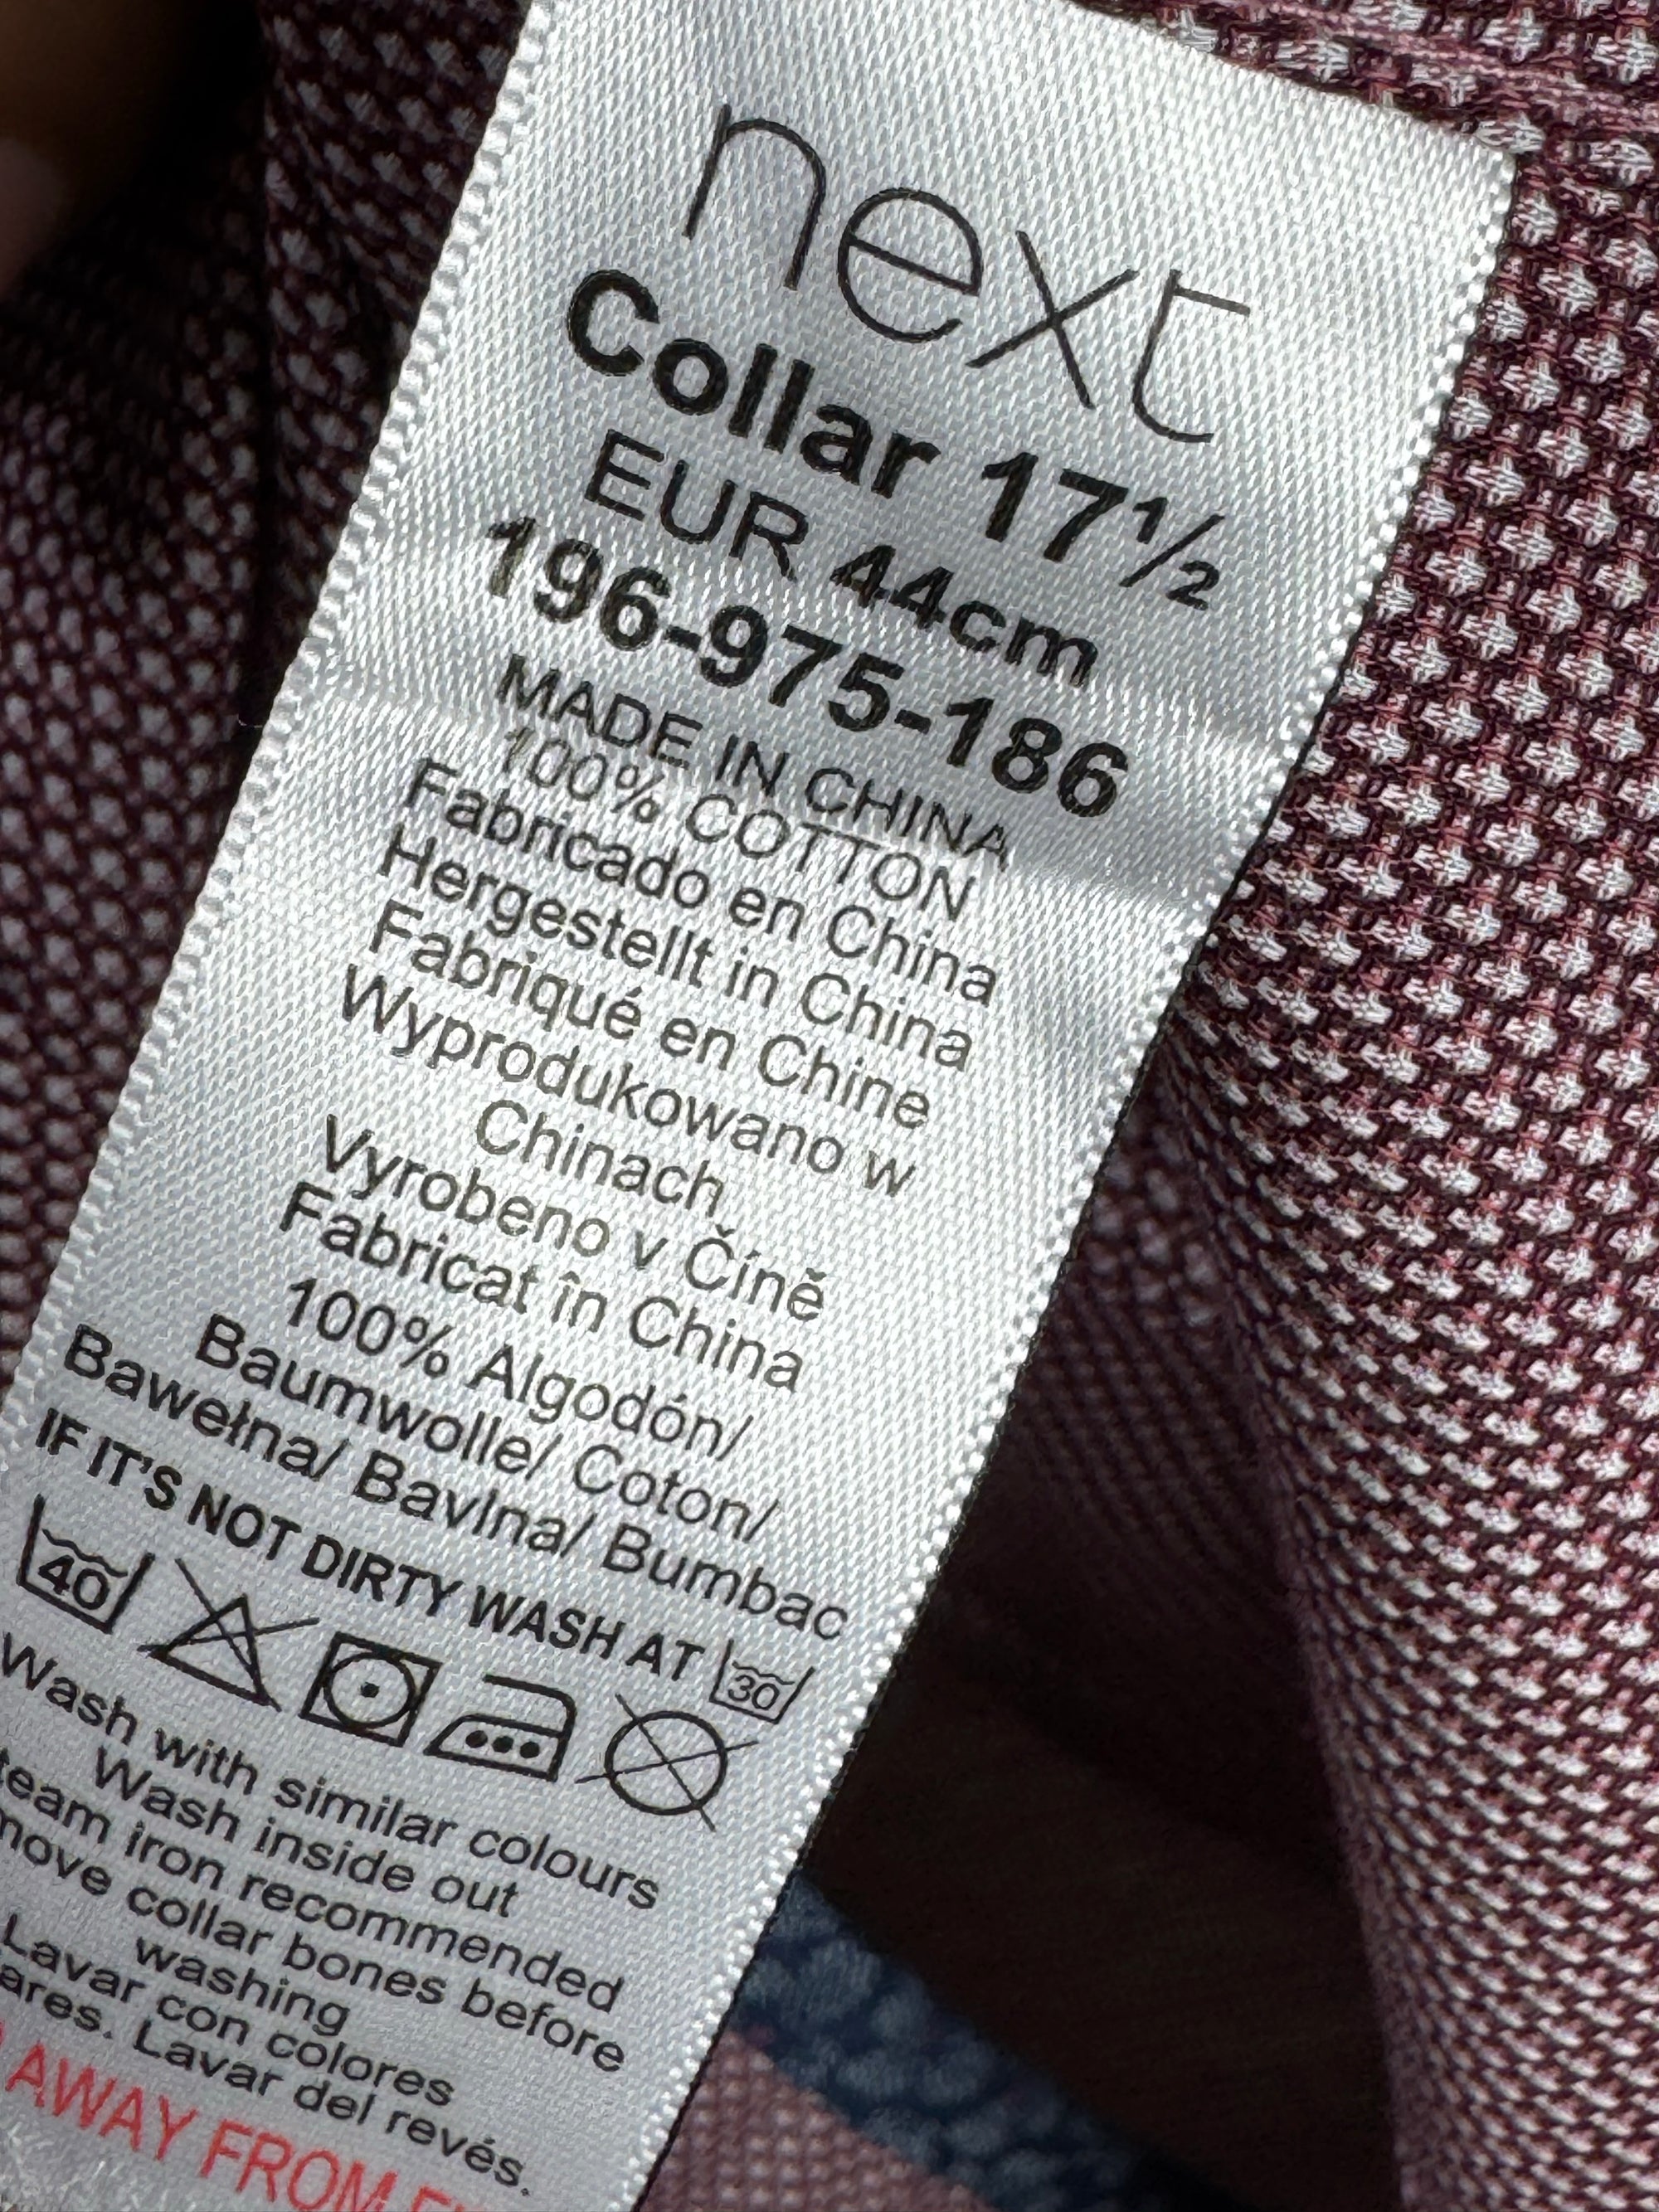 next
Collar 17½
EUR 44cm
196-975-186
MADE IN CHINA
100% COTTON
Fabricado en China
Hergestellt in China
Fabriqué en Chine
Wyprodukowano w
Chinach
Vyrobeno v Číně
Fabricat în China
100% Algodón/
Baumwolle/ Coton/
Bawełna/ Bavlna/ Bumbac
IF IT'S NOT DIRTY WASH AT 30
40
Wash with similar colours
Wash inside out
team iron recommended
move collar bones before
washing
Lavar con colores
ares. Lavar del revés.
AWAY FROM